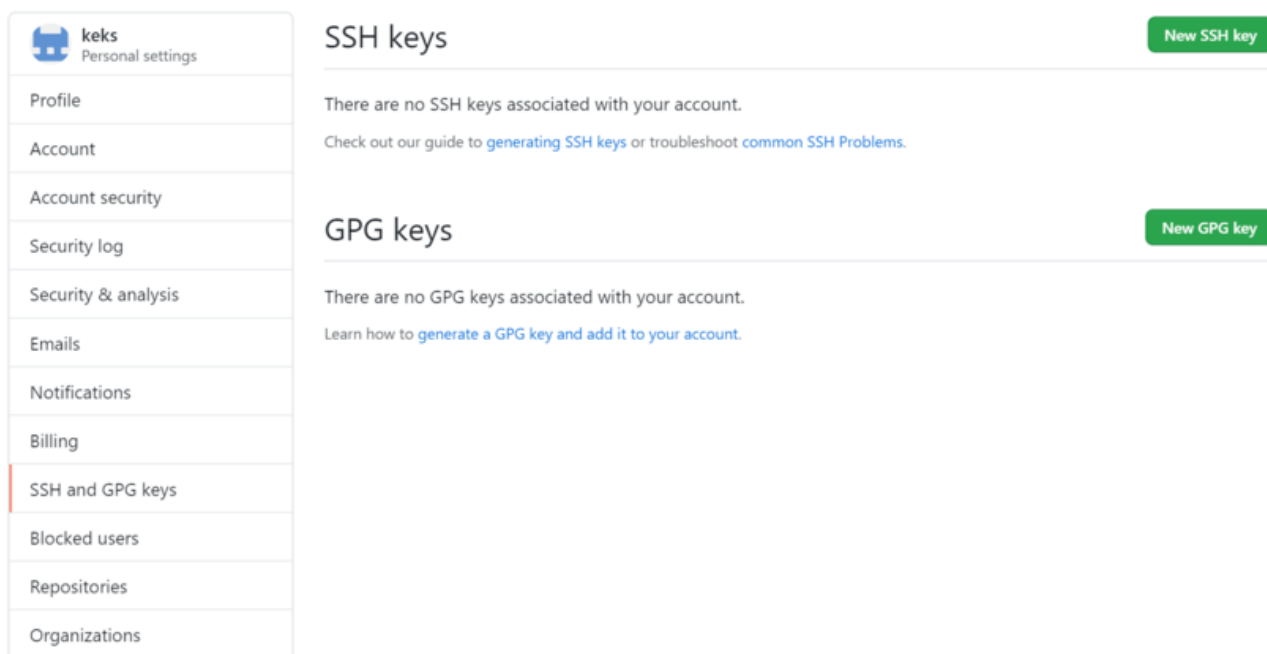 keks
Personal settings
Profile
Account
Account security
Security log
Security & analysis
Emails
Notifications
Billing
SSH and GPG keys
Blocked users
Repositories
Organizations
SSH keys
New SSH key
There are no SSH keys associated with your account.
Check out our guide to generating SSH keys or troubleshoot common SSH Problems.
GPG keys
New GPG key
There are no GPG keys associated with your account.
Learn how to generate a GPG key and add it to your account.